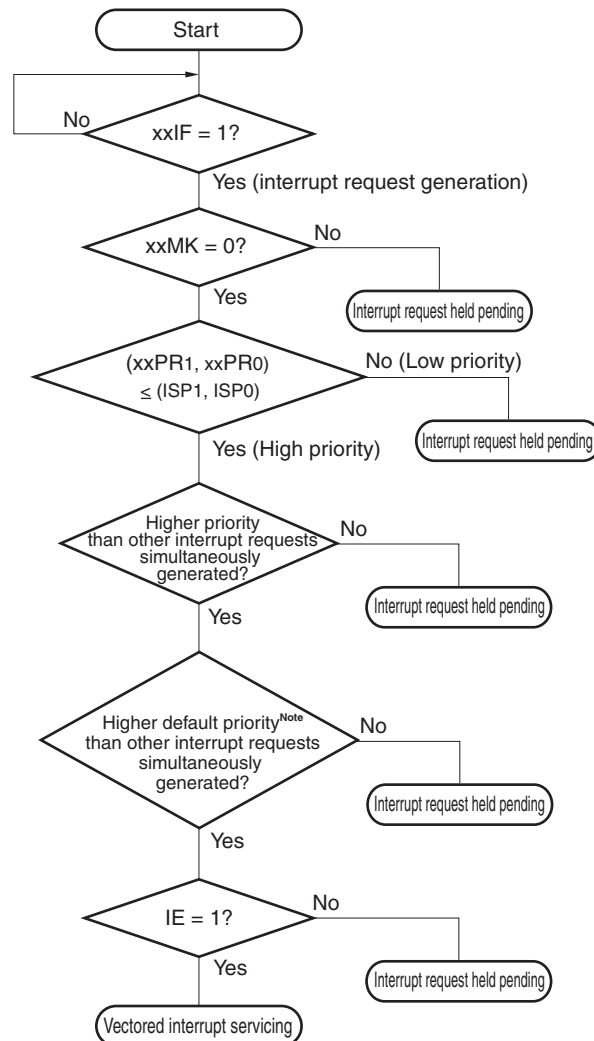 Start
No
xxIF = 1?
Yes (interrupt request generation)
xxMK = 0?
No
Yes
Interrupt request held pending
(xxPR1, xxPR0)
≤ (ISP1, ISP0)
No (Low priority)
Interrupt request held pending
Yes (High priority)
Higher priority
than other interrupt requests
simultaneously
generated?
No
Interrupt request held pending
Yes
Higher default priorityNote
than other interrupt requests
simultaneously
generated?
No
Interrupt request held pending
Yes
IE = 1?
No
Yes
Interrupt request held pending
Vectored interrupt servicing